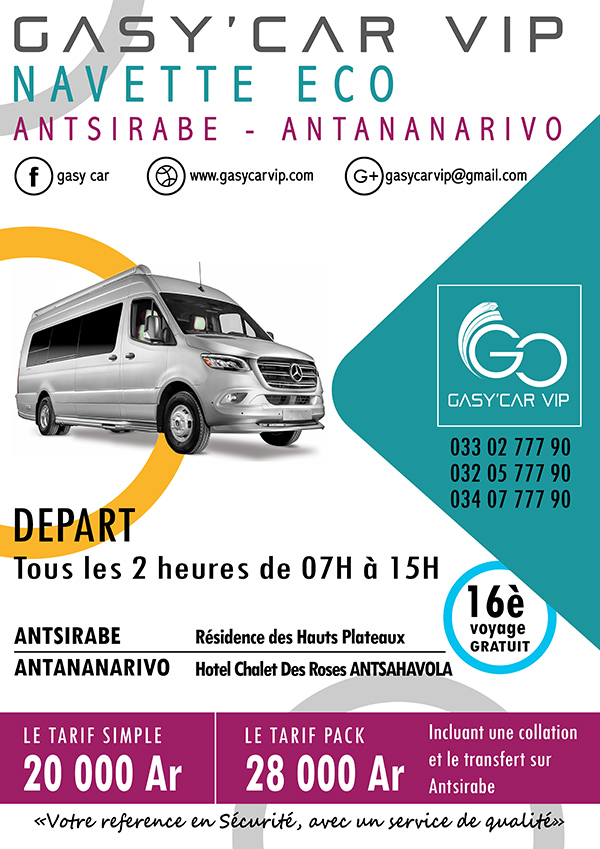 GASY'CAR VIP
NAVETTE ECO
ANTSIRABE - ANTANANARIVO
f gasy car
www.gasycarvip.com
G+ gasycarvip@gmail.com
GO
GASY'CAR VIP
033 02 777 90
032 05 777 90
034 07 777 90
DEPART
Tous les 2 heures de 07H à 15H
16è
voyage
GRATUIT
ANTSIRABE Résidence des Hauts Plateaux
ANTANANARIVO Hotel Chalet Des Roses ANTSAHAVOLA
LE TARIF SIMPLE
20 000 Ar
LE TARIF PACK
28 000 Ar
Incluant une collation
et le transfert sur
Antsirabe
«Votre reference en Sécurité, avec un service de qualité»